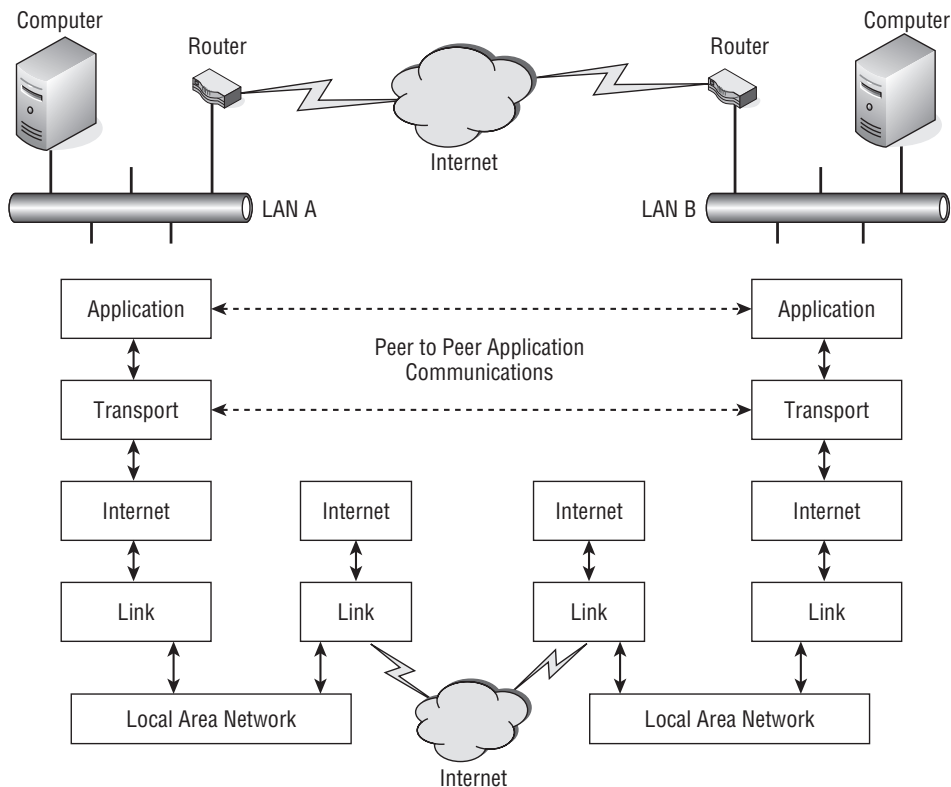 Computer
Computer
Router
Router
Internet
LAN A
LAN B
Application
Application
Peer to Peer Application
Communications
Transport
Transport
Internet
Internet
Internet
Internet
Link
Link
Link
Link
Local Area Network
Local Area Network
Internet